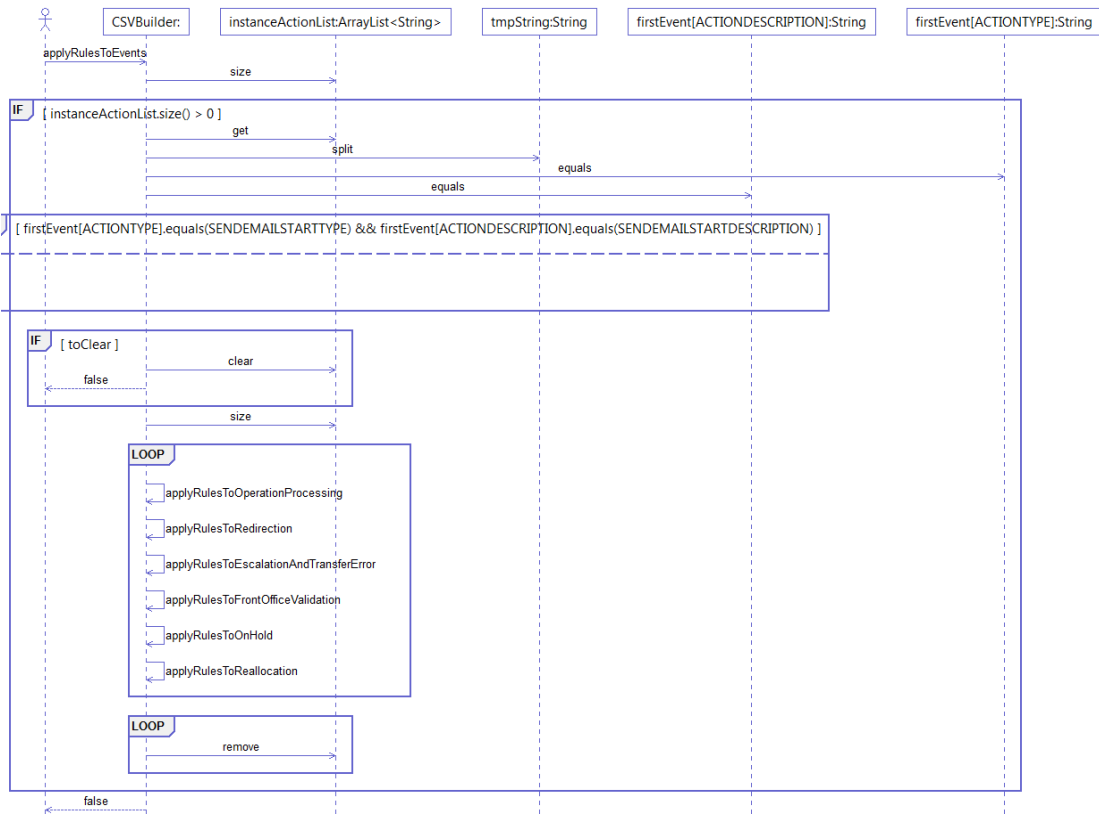 CSVBuilder:
instanceActionList:ArrayList<String>
tmpString:String
firstEvent[ACTIONDESCRIPTION]:String
firstEvent[ACTIONTYPE]:String
applyRulesToEvents
size
IF
[ instanceActionList.size() > 0 ]
get
split
equals
equals
[ firstEvent[ACTIONTYPE].equals(SENDEMAILSTARTTYPE) && firstEvent[ACTIONDESCRIPTION].equals(SENDEMAILSTARTDESCRIPTION) ]
IF
[ toClear ]
clear
false
size
LOOP
applyRulesToOperationProcessing
applyRulesToRedirection
applyRulesToEscalationAndTransferError
applyRulesToFrontOfficeValidation
applyRulesToOnHold
applyRulesToReallocation
LOOP
remove
false